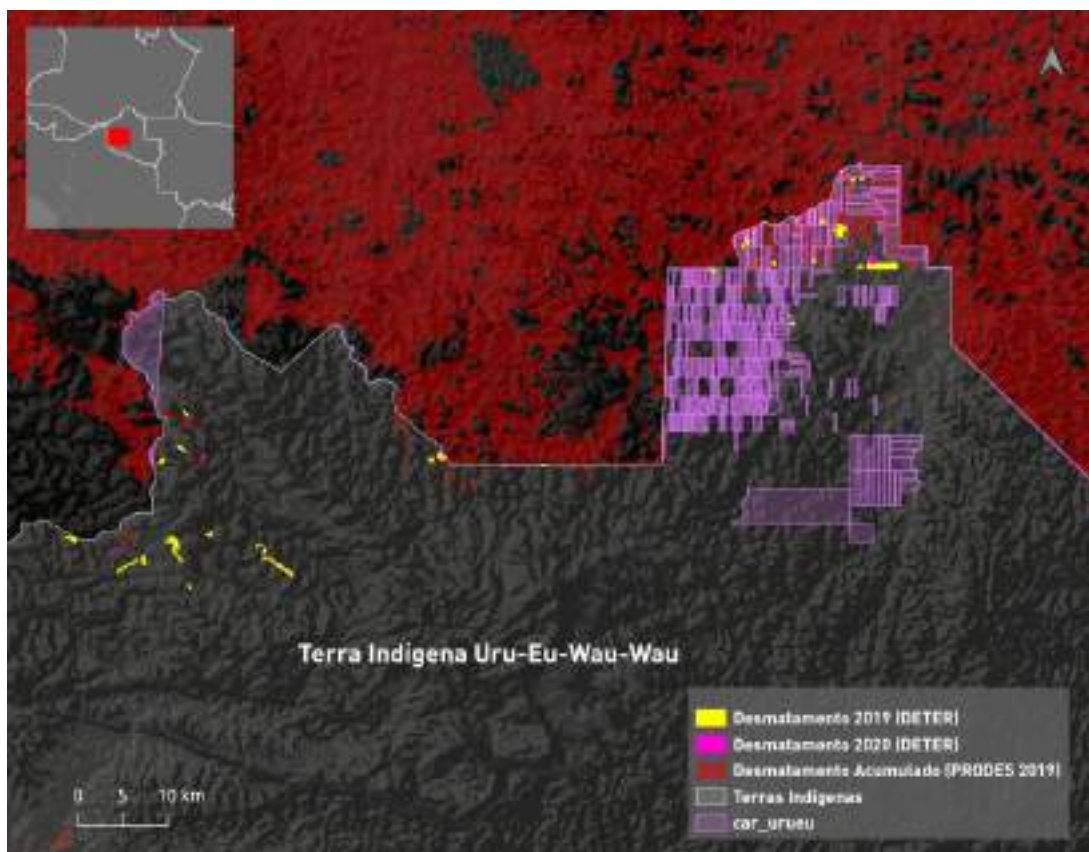 Terra Indigena Uru-Eu-Wau-Wau
Desmatamento 2019 (DETER)
Desmatamento 2020 (DETER)
Desmatamento Acumulado (PRODES 2019)
Terras Indígenas
car_urueu
0 5 10 km